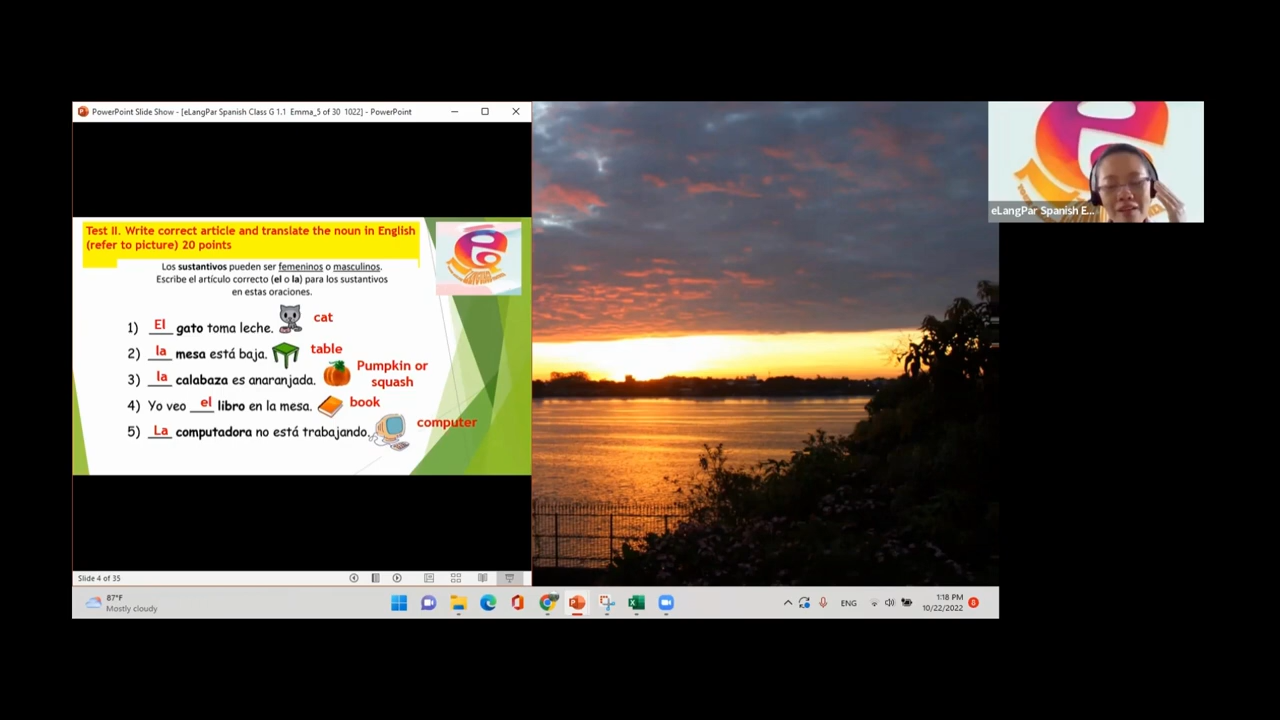 PowerPoint Slide Show - [eLangPar Spanish Class G 1.1 Emma_5 of 30 1022] - PowerPoint
Test II. Write correct article and translate the noun in English
(refer to picture) 20 points
Los sustantivos pueden ser femeninos o masculinos.
Escribe el artículo correcto (el o la) para los sustantivos
en estas oraciones.
1) El gato toma leche. cat
2) la mesa está baja. table
3) la calabaza es anaranjada. Pumpkin or
squash
4) Yo veo el libro en la mesa. book
5) La computadora no está trabajando. computer
eLangPar Spanish E...
Slide 4 of 35
87°F
Mostly cloudy
ENG
1:18 PM
10/22/2022
8